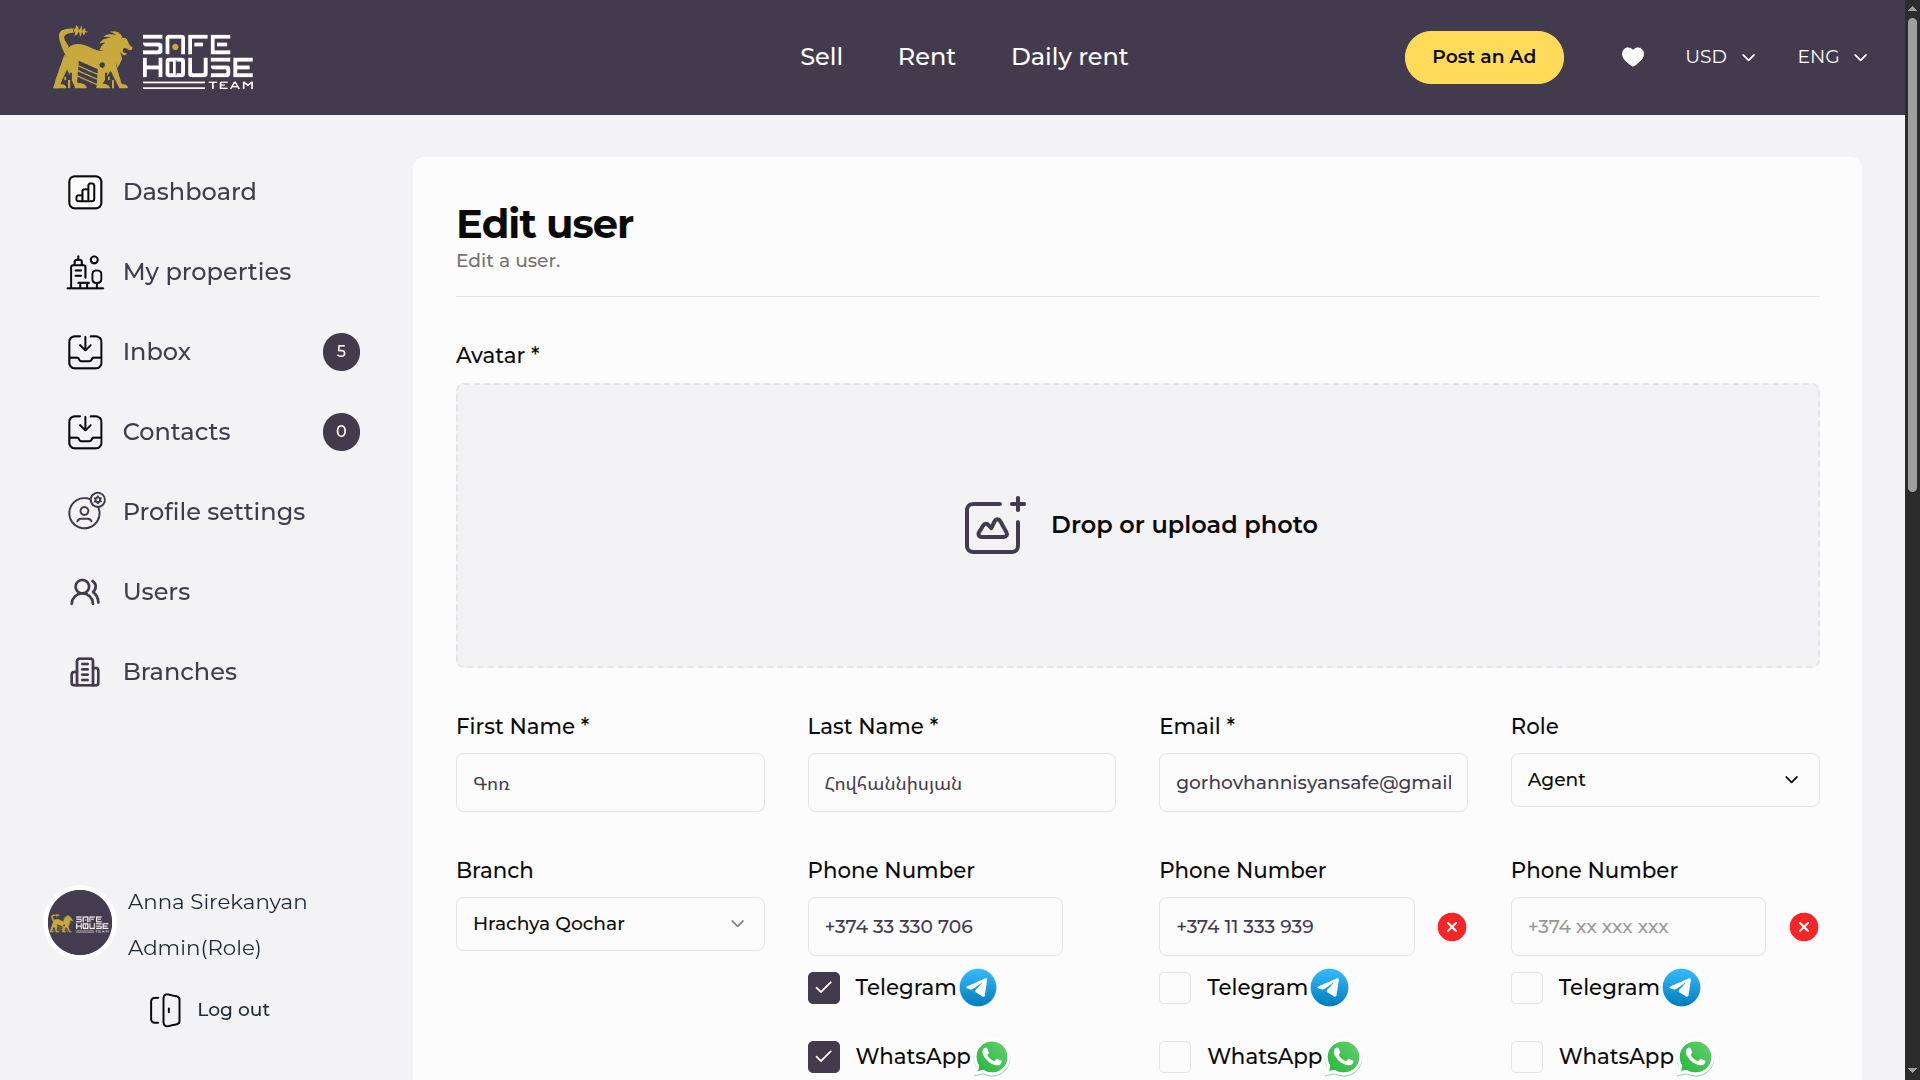 SAFE HOUSE TEAM
Sell
Rent
Daily rent
Post an Ad
USD
ENG
Dashboard
My properties
Inbox
5
Contacts
0
Profile settings
Users
Branches
SAFE HOUSE
Anna Sirekanyan
Admin(Role)
Log out
Edit user
Edit a user.
Avatar *
Drop or upload photo
First Name *
Last Name *
Email *
Role
Գոռ
Հովհաննիսյան
gorhovhannisyansafe@gmail
Agent
Branch
Phone Number
Phone Number
Phone Number
Hrachya Qochar
+374 33 330 706
+374 11 333 939
+374 xx xxx xxx
Telegram
Telegram
Telegram
WhatsApp
WhatsApp
WhatsApp